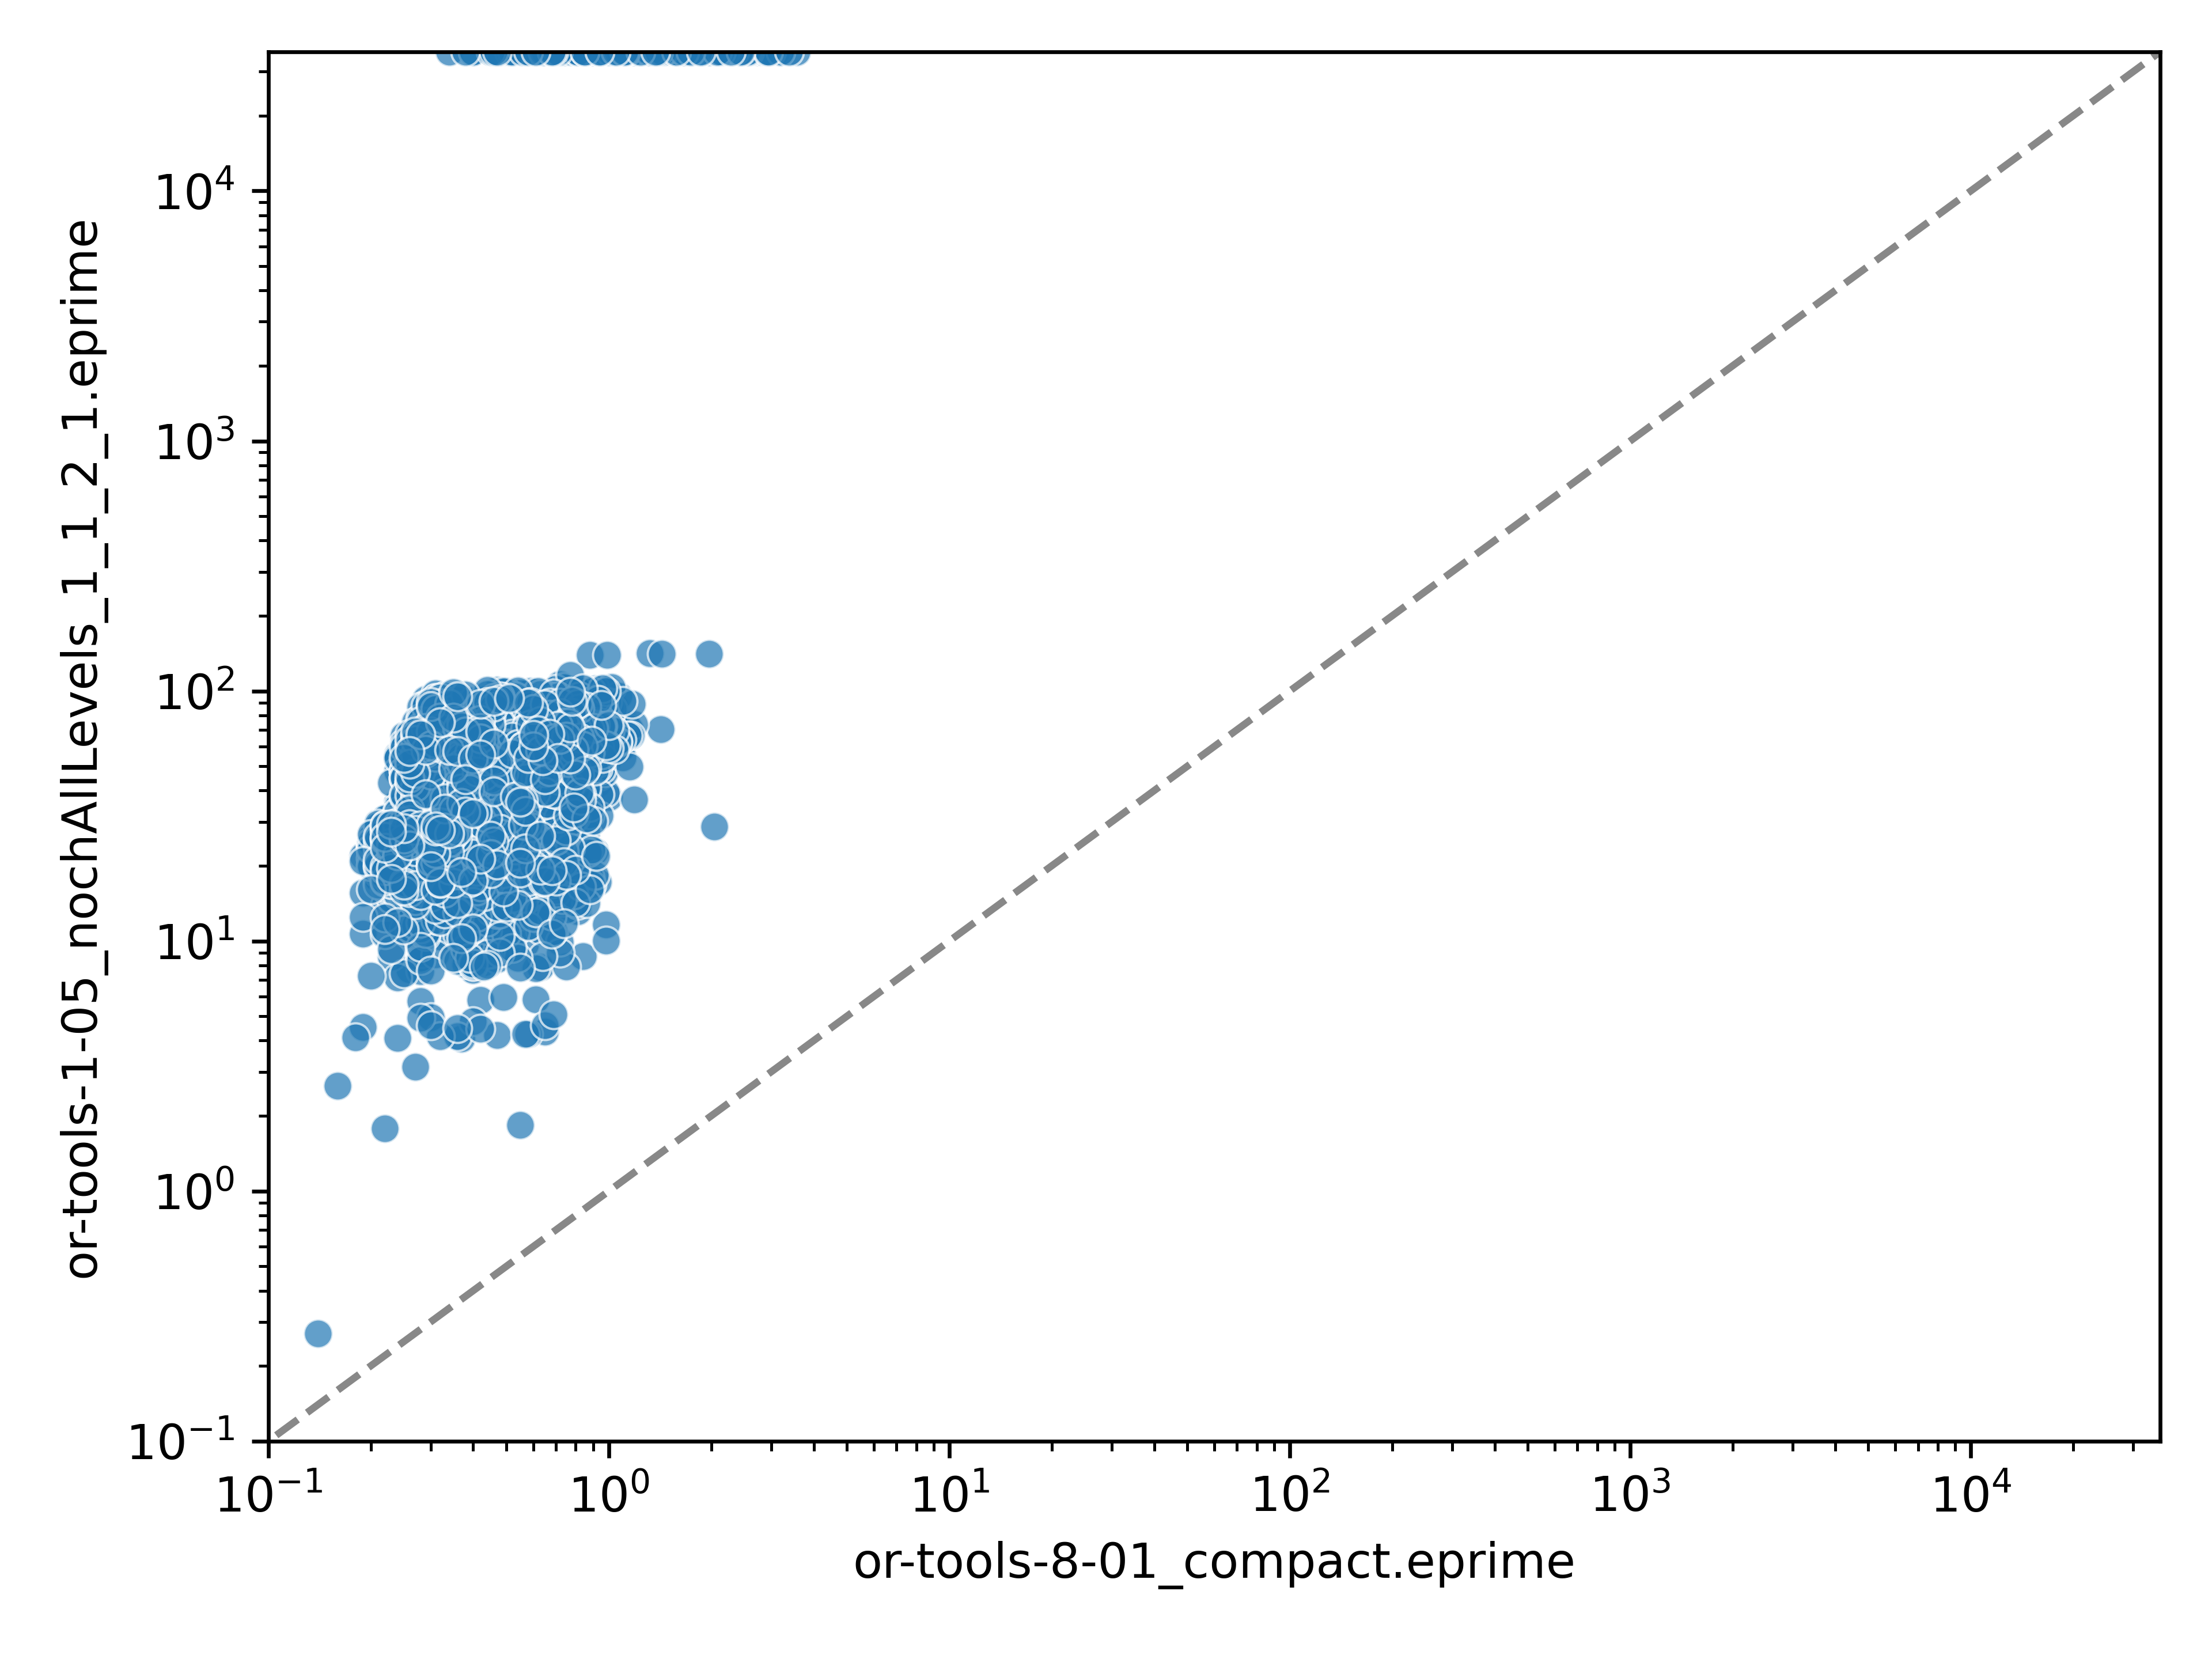 or-tools-1-05_nochAllLevels_1_1_2_1.eprime
10⁴
10³
10²
10¹
10⁰
10⁻¹
10⁻¹ 10⁰ 10¹ 10² 10³ 10⁴
or-tools-8-01_compact.eprime